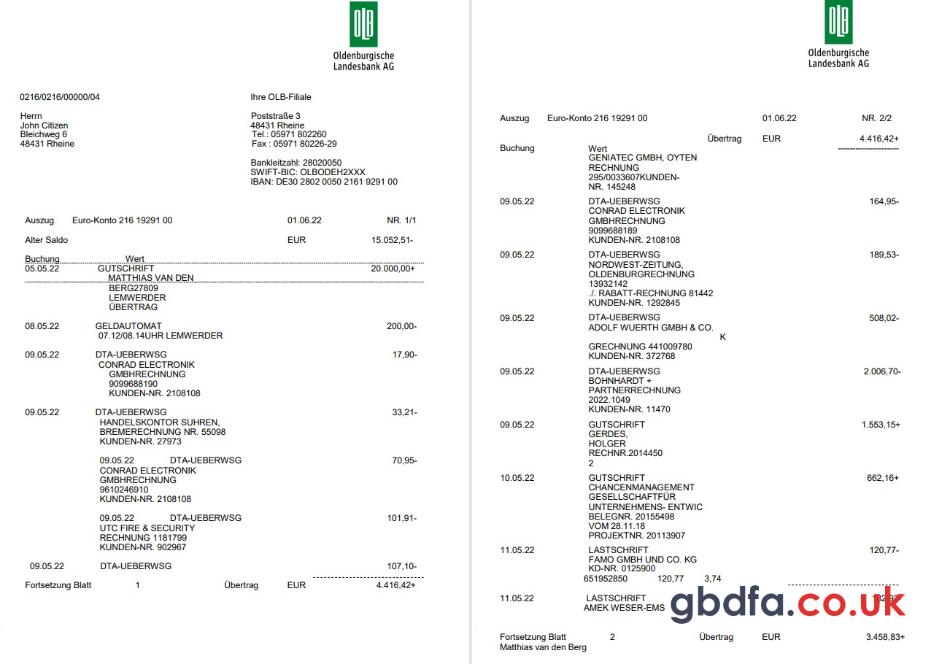 OLB
Oldenburgische
Landesbank AG
0216/0216/00000/04
Ihre OLB-Filiale
Herrn
John Citizen
Bleichweg 6
48431 Rheine
Poststraße 3
48431 Rheine
Tel.: 05971 802260
Fax : 05971 80226-29
Bankleitzahl: 28020050
SWIFT-BIC: OLBODEH2XXX
IBAN: DE30 2802 0050 2161 9291 00
Auszug Euro-Konto 216 19291 00 01.06.22 NR. 1/1
Alter Saldo EUR 15.052,51-
Buchung Wert
05.05.22 GUTSCHRIFT 20.000,00+
MATTHIAS VAN DEN
BERG27809
LEMWERDER
ÜBERTRAG
08.05.22 GELDAUTOMAT 200,00-
07.12/08.14UHR LEMWERDER
09.05.22 DTA-UEBERWSG 17,90-
CONRAD ELECTRONIK
GMBHRECHNUNG
9099688190
KUNDEN-NR. 2108108
09.05.22 DTA-UEBERWSG 33,21-
HANDELSKONTOR SUHREN,
BREMERECHNUNG NR. 55098
KUNDEN-NR. 27973
09.05.22 DTA-UEBERWSG 70,95-
CONRAD ELECTRONIK
GMBHRECHNUNG
9610246910
KUNDEN-NR. 2108108
09.05.22 DTA-UEBERWSG 101,91-
UTC FIRE & SECURITY
RECHNUNG 1181799
KUNDEN-NR. 902967
09.05.22 DTA-UEBERWSG 107,10-
Fortsetzung Blatt 1 Übertrag EUR 4.416,42+
OLB
Oldenburgische
Landesbank AG
Auszug Euro-Konto 216 19291 00 01.06.22 NR. 2/2
Übertrag EUR 4.416,42+
Buchung Wert
GENIATEC GMBH, OYTEN
RECHNUNG
295/0033607KUNDEN-
NR. 145248
09.05.22 DTA-UEBERWSG 164,95-
CONRAD ELECTRONIK
GMBHRECHNUNG
9099688189
KUNDEN-NR. 2108108
09.05.22 DTA-UEBERWSG 189,53-
NORDWEST-ZEITUNG,
OLDENBURGRECHNUNG
13932142
./. RABATT-RECHNUNG 81442
KUNDEN-NR. 1292845
09.05.22 DTA-UEBERWSG 508,02-
ADOLF WUERTH GMBH & CO.
K
GRECHNUNG 441009780
KUNDEN-NR. 372768
09.05.22 DTA-UEBERWSG 2.006,70-
BOHNHARDT +
PARTNERRECHNUNG
2022.1049
KUNDEN-NR. 11470
09.05.22 GUTSCHRIFT 1.553,15+
GERDES,
HOLGER
RECHNR.2014450
2
10.05.22 GUTSCHRIFT 662,16+
CHANCENMANAGEMENT
GESELLSCHAFTFÜR
UNTERNEHMENS- ENTWIC
BELEGNR. 20155498
VOM 28.11.18
PROJEKTNR. 20113907
11.05.22 LASTSCHRIFT 120,77-
FAMO GMBH UND CO. KG
KD-NR. 0125900
651952850 120,77 3,74
11.05.22 LASTSCHRIFT
AMEK WESER-EMS
gbdfa.co.uk
Fortsetzung Blatt 2 Übertrag EUR 3.458,83+
Matthias van den Berg